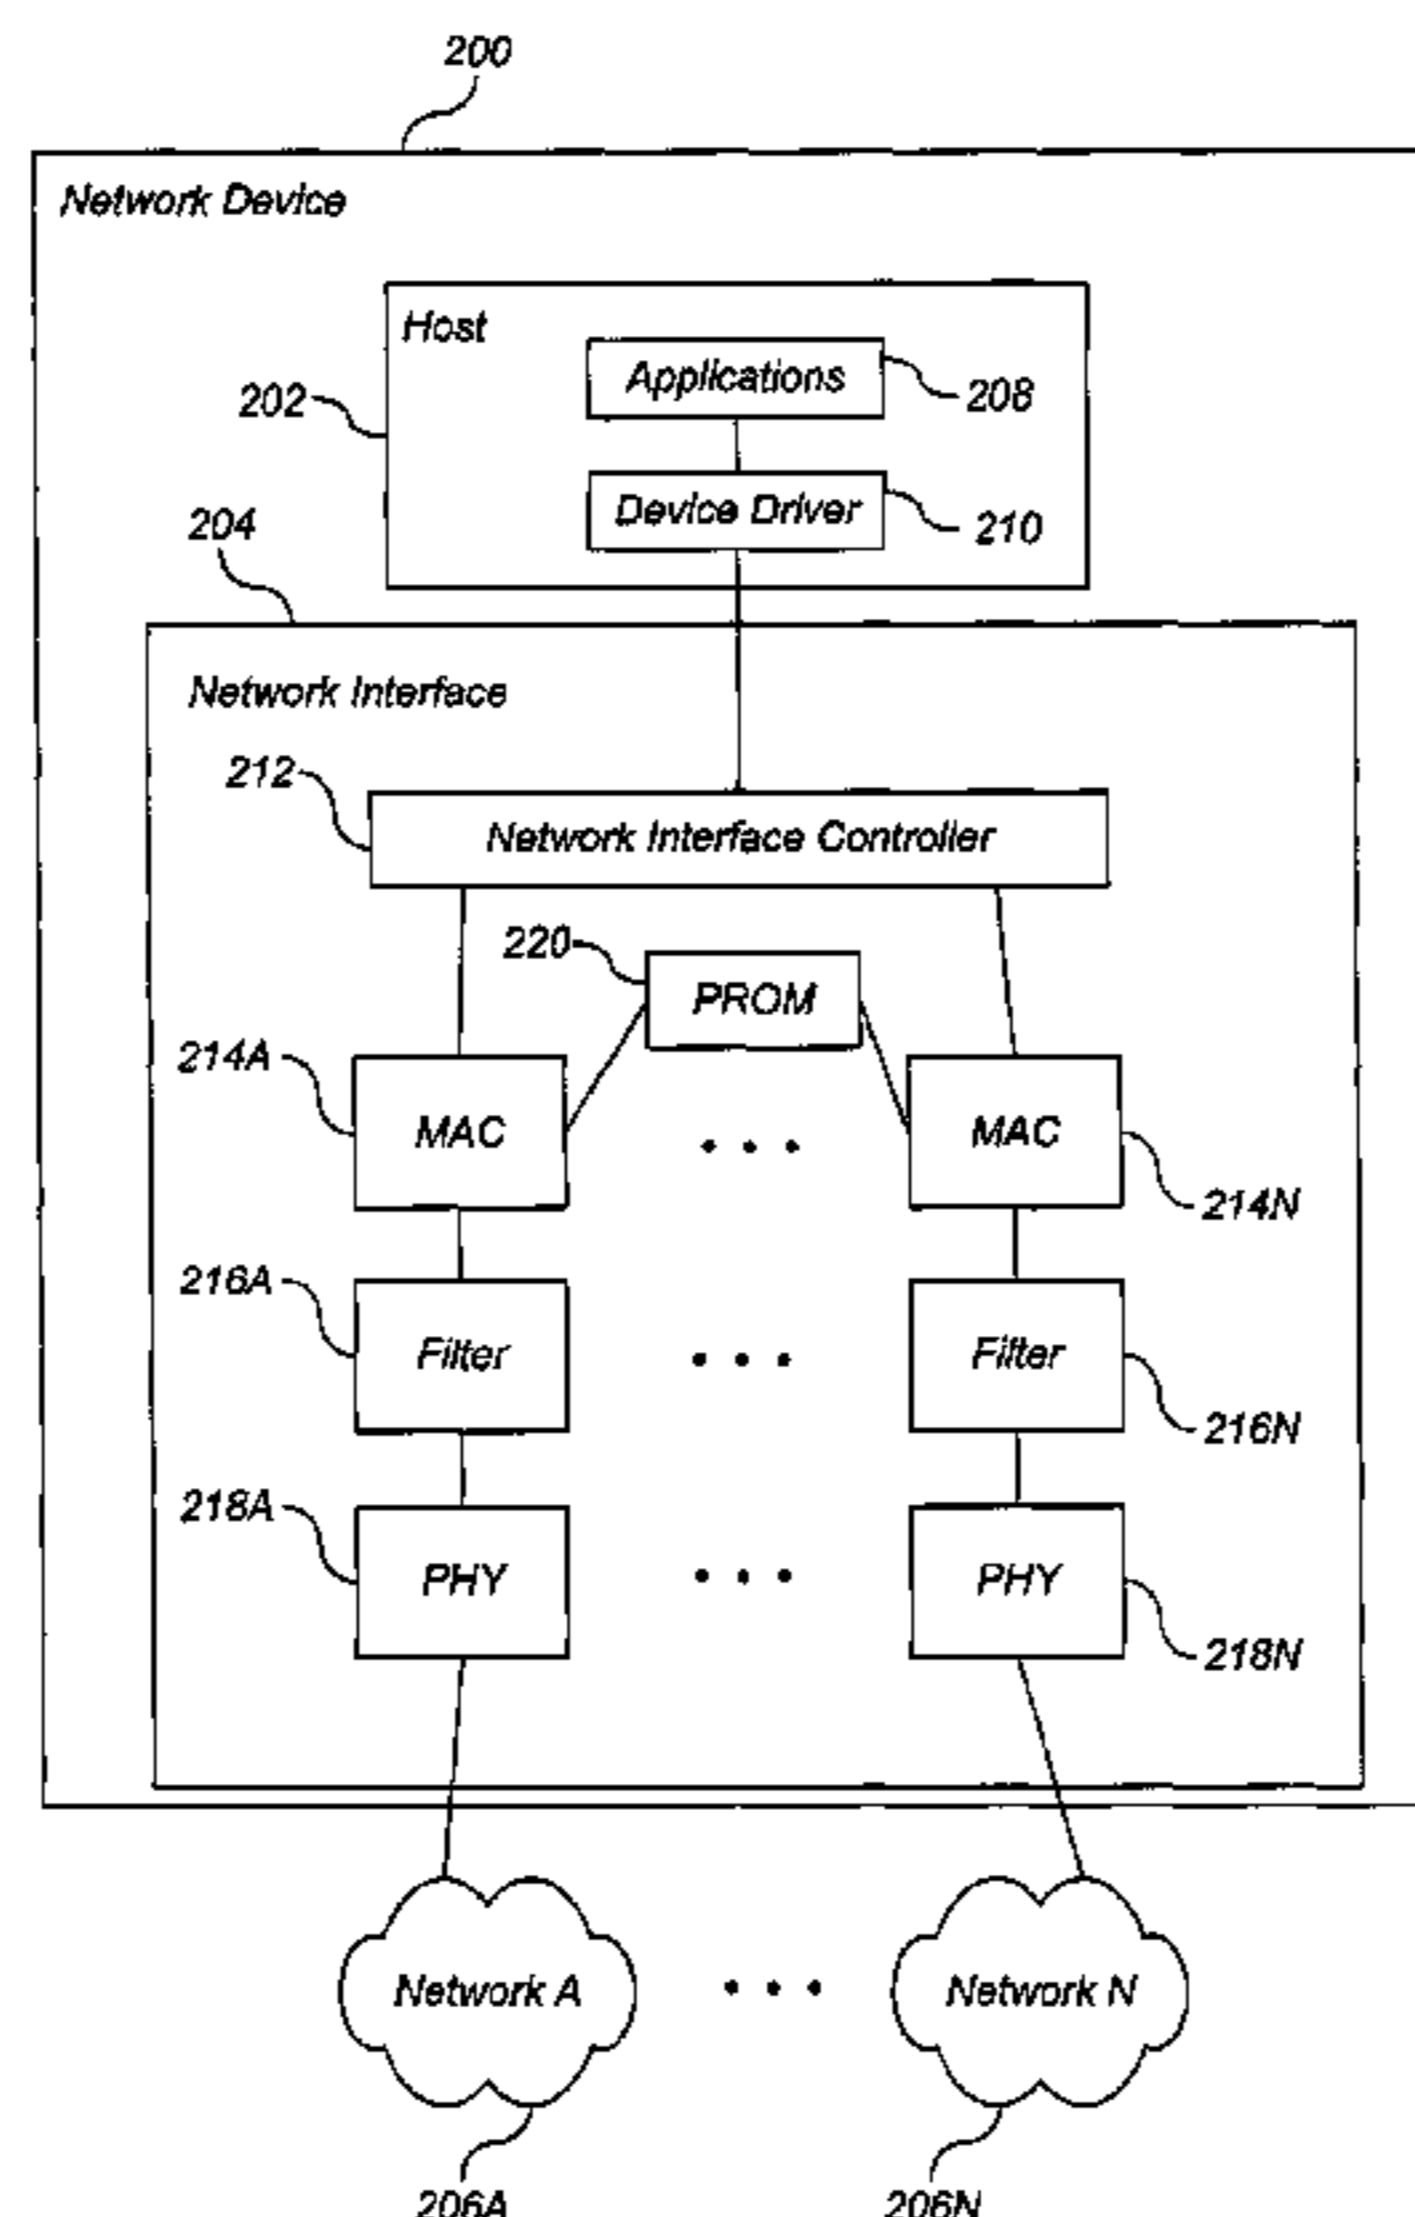 200
Network Device
Host
Applications
202
208
Device Driver
210
204
Network Interface
212
Network Interface Controller
220
PROM
214A
MAC
MAC
214N
216A
Filter
Filter
216N
218A
PHY
PHY
218N
Network A
Network N
206A
206N